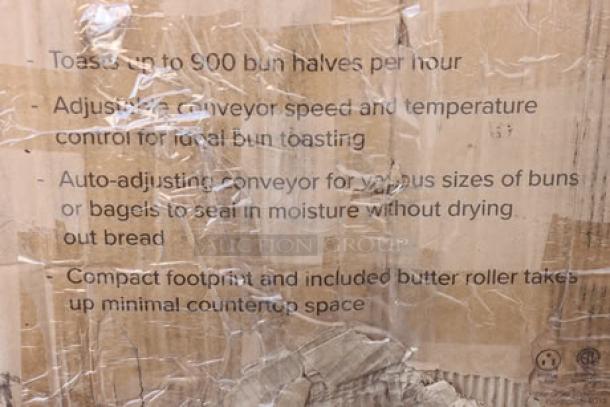 - Toasts up to 900 bun halves per hour
- Adjustable conveyor speed and temperature
control for ideal bun toasting
- Auto-adjusting conveyor for various sizes of buns
or bagels to seal in moisture without drying
out bread
AUCTION GROUP
- Compact footprint and included butter roller takes
up minimal countertop space